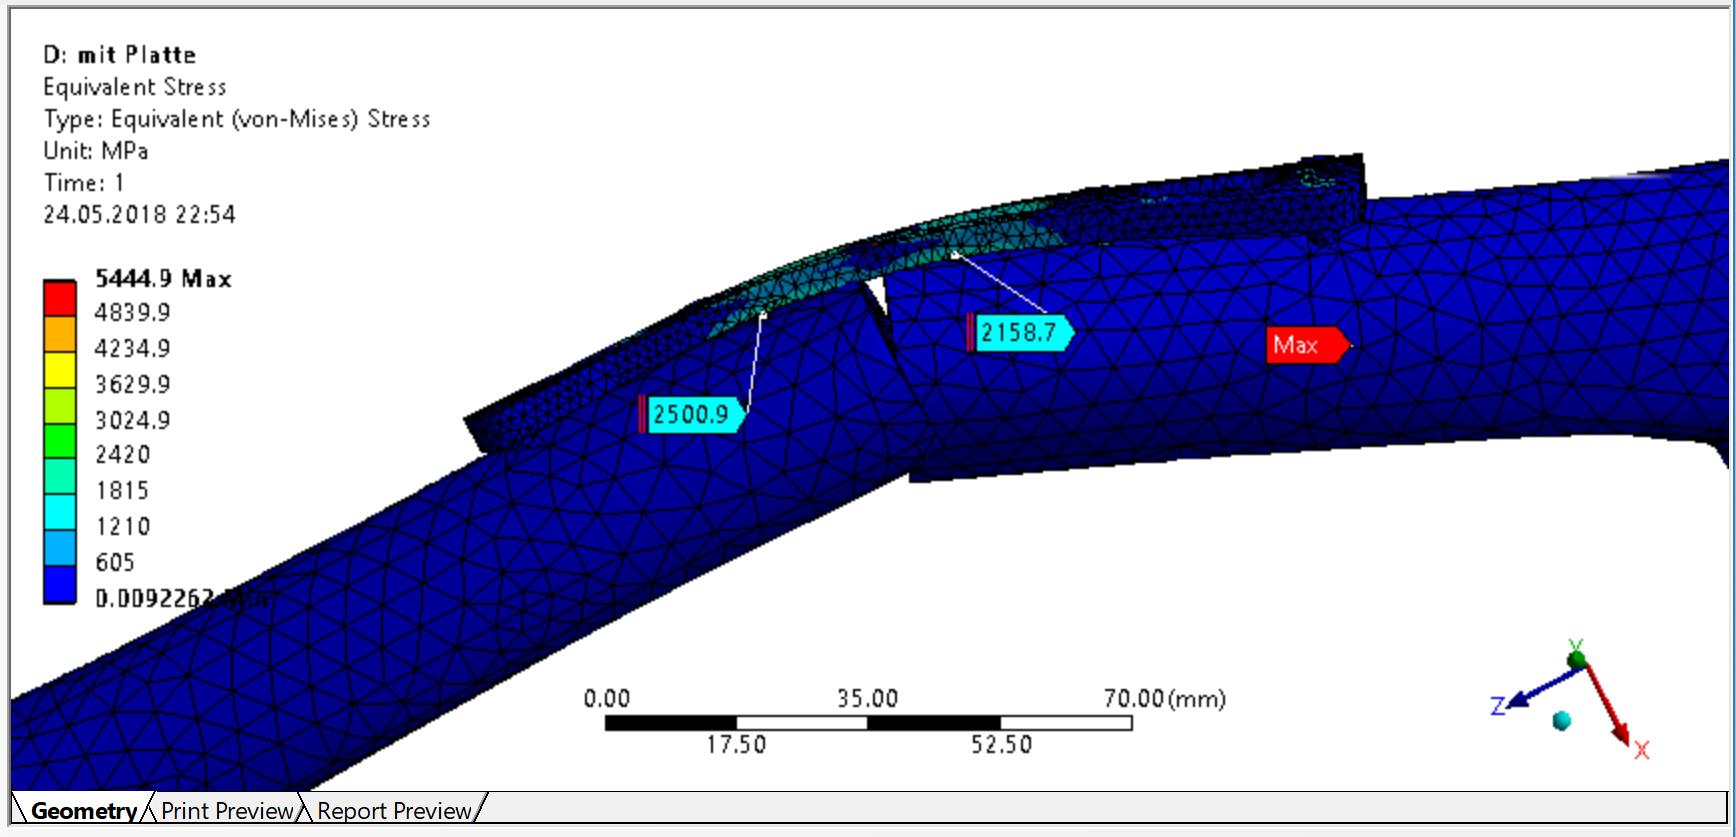 D: mit Platte
Equivalent Stress
Type: Equivalent (von-Mises) Stress
Unit: MPa
Time: 1
24.05.2018 22:54
5444.9 Max
4839.9
4234.9
3629.9
3024.9
2420
1815
1210
605
0.0092262 Min
2158.7
Max
2500.9
0.00 35.00 70.00 (mm)
17.50 52.50
Y
Z
X
Geometry Print Preview Report Preview